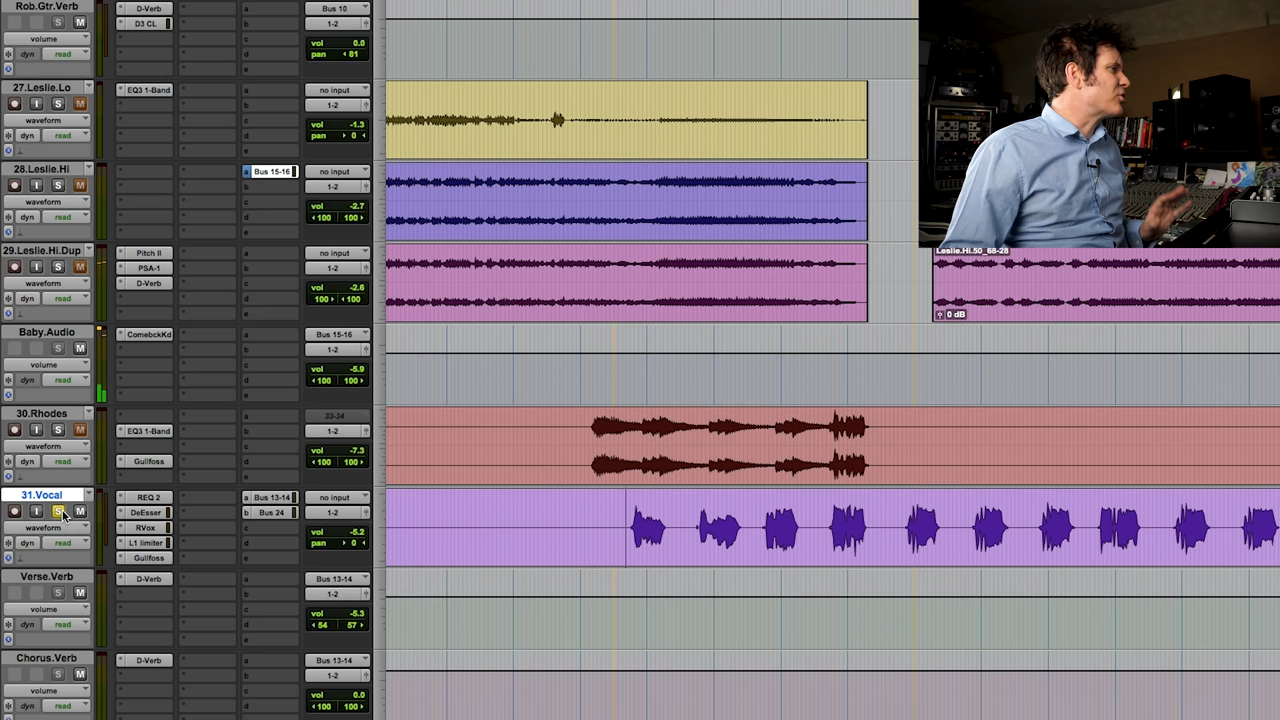 Rob.Gtr.Verb D-Verb a Bus 10
S M D3 CL b 1-2
volume c vol 0.0
dyn read d pan 81
e
27.Leslie.Lo EQ3 1-Band a no input
I S M b 1-2
waveform c vol -1.3
dyn read d pan 0
e
28.Leslie.Hi a Bus 15-16 no input
I S M b 1-2
waveform c vol -2.7
dyn read d 100 100
e
29.Leslie.Hi.Dup Pitch II a no input Leslie.Hi.50_68-28
I S M PSA-1 b 1-2
waveform D-Verb c vol -2.6
dyn read d 100 100
e 0 dB
Baby.Audio ComebckKd a Bus 15-16
S M b 1-2
volume c vol -5.9
dyn read d 100 100
e
30.Rhodes a 33-34
I S M EQ3 1-Band b 1-2
waveform c vol -7.3
dyn read Gullfoss d 100 100
e
31.Vocal REQ 2 a Bus 13-14 no input
I S M DeEsser b Bus 24 1-2
waveform RVox c vol -5.2
dyn read L1 limiter d pan 0
Gullfoss e
Verse.Verb D-Verb a Bus 13-14
S M b 1-2
volume c vol -5.3
dyn read d 54 57
e
Chorus.Verb D-Verb a Bus 13-14
S M b 1-2
volume c vol 0.0
dyn read d 100 100
e